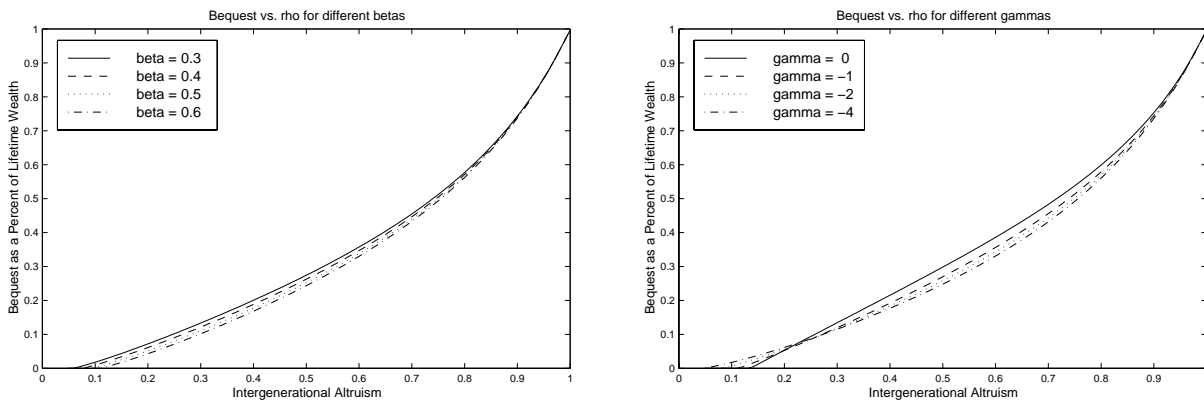 Bequest vs. rho for different betas
1
0.9
0.8
0.7
0.6
0.5
0.4
0.3
0.2
0.1
0
beta = 0.3
beta = 0.4
beta = 0.5
beta = 0.6
Bequest as a Percent of Lifetime Wealth
0 0.1 0.2 0.3 0.4 0.5 0.6 0.7 0.8 0.9 1
Intergenerational Altruism
Bequest vs. rho for different gammas
1
0.9
0.8
0.7
0.6
0.5
0.4
0.3
0.2
0.1
0
gamma = 0
gamma = −1
gamma = −2
gamma = −4
Bequest as a Percent of Lifetime Wealth
0 0.1 0.2 0.3 0.4 0.5 0.6 0.7 0.8 0.9
Intergenerational Altruism